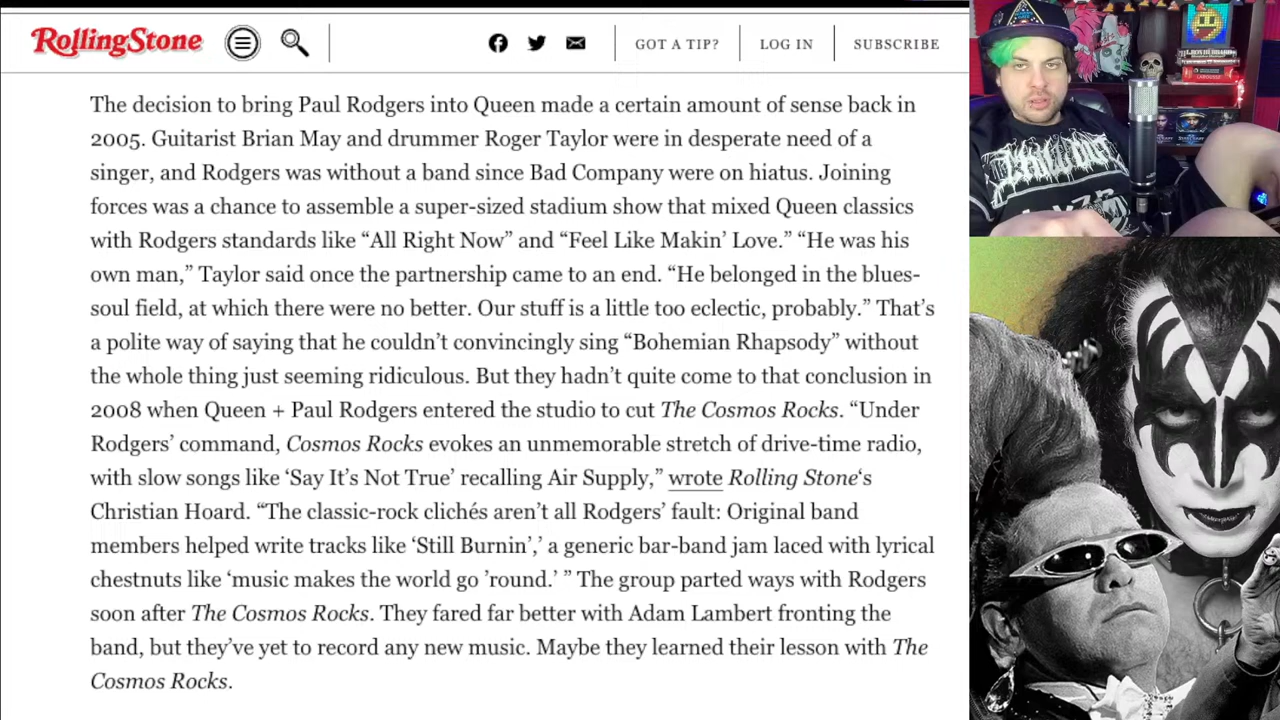 RollingStone
GOT A TIP?
LOG IN
SUBSCRIBE
The decision to bring Paul Rodgers into Queen made a certain amount of sense back in
2005. Guitarist Brian May and drummer Roger Taylor were in desperate need of a
singer, and Rodgers was without a band since Bad Company were on hiatus. Joining
forces was a chance to assemble a super-sized stadium show that mixed Queen classics
with Rodgers standards like “All Right Now” and “Feel Like Makin’ Love.” “He was his
own man,” Taylor said once the partnership came to an end. “He belonged in the blues-
soul field, at which there were no better. Our stuff is a little too eclectic, probably.” That’s
a polite way of saying that he couldn’t convincingly sing “Bohemian Rhapsody” without
the whole thing just seeming ridiculous. But they hadn’t quite come to that conclusion in
2008 when Queen + Paul Rodgers entered the studio to cut The Cosmos Rocks. “Under
Rodgers’ command, Cosmos Rocks evokes an unmemorable stretch of drive-time radio,
with slow songs like ‘Say It’s Not True’ recalling Air Supply,” wrote Rolling Stone‘s
Christian Hoard. “The classic-rock clichés aren’t all Rodgers’ fault: Original band
members helped write tracks like ‘Still Burnin’,’ a generic bar-band jam laced with lyrical
chestnuts like ‘music makes the world go ’round.’ ” The group parted ways with Rodgers
soon after The Cosmos Rocks. They fared far better with Adam Lambert fronting the
band, but they’ve yet to record any new music. Maybe they learned their lesson with The
Cosmos Rocks.
CHILL OUT